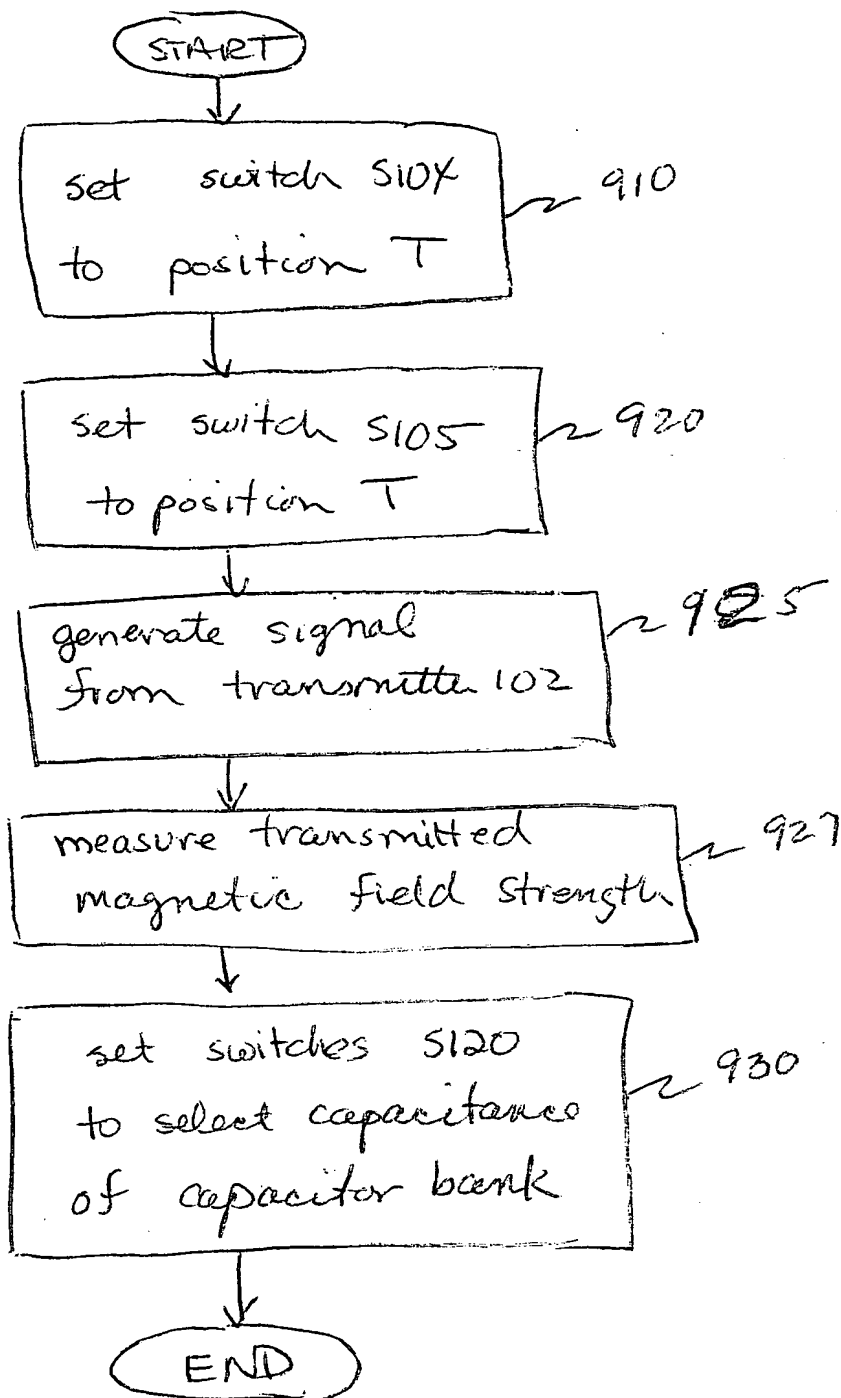 START
set switch S104
to position T
910
set switch S105
to position T
920
generate signal
from transmitter 102
925
measure transmitted
magnetic field strength
927
set switches S120
to select capacitance
of capacitor bank
930
END